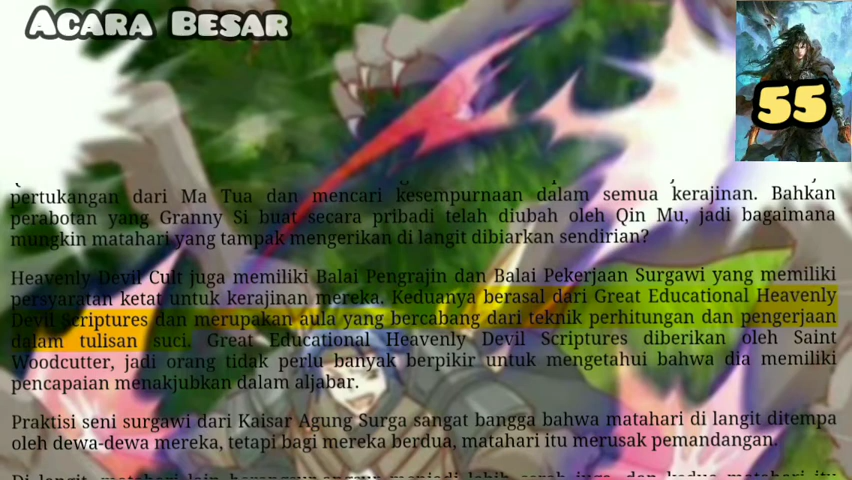 Acara Besar
55
pertukangan dari Ma Tua dan mencari kesempurnaan dalam semua kerajinan. Bahkan
perabotan yang Granny Si buat secara pribadi telah diubah oleh Qin Mu, jadi bagaimana
mungkin matahari yang tampak mengerikan di langit dibiarkan sendirian?
Heavenly Devil Cult juga memiliki Balai Pengrajin dan Balai Pekerjaan Surgawi yang memiliki
persyaratan ketat untuk kerajinan mereka. Keduanya berasal dari Great Educational Heavenly
Devil Scriptures dan merupakan aula yang bercabang dari teknik perhitungan dan pengerjaan
dalam tulisan suci. Great Educational Heavenly Devil Scriptures diberikan oleh Saint
Woodcutter, jadi orang tidak perlu banyak berpikir untuk mengetahui bahwa dia memiliki
pencapaian menakjubkan dalam aljabar.
Praktisi seni surgawi dari Kaisar Agung Surga sangat bangga bahwa matahari di langit ditempa
oleh dewa-dewa mereka, tetapi bagi mereka berdua, matahari itu merusak pemandangan.